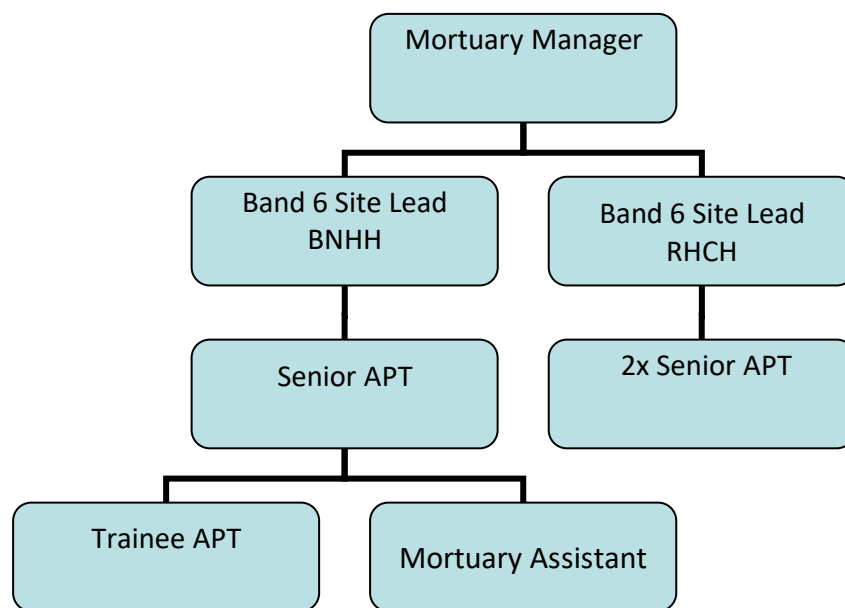 Mortuary Manager
Band 6 Site Lead
BNHH
Band 6 Site Lead
RHCH
Senior APT
2x Senior APT
Trainee APT
Mortuary Assistant